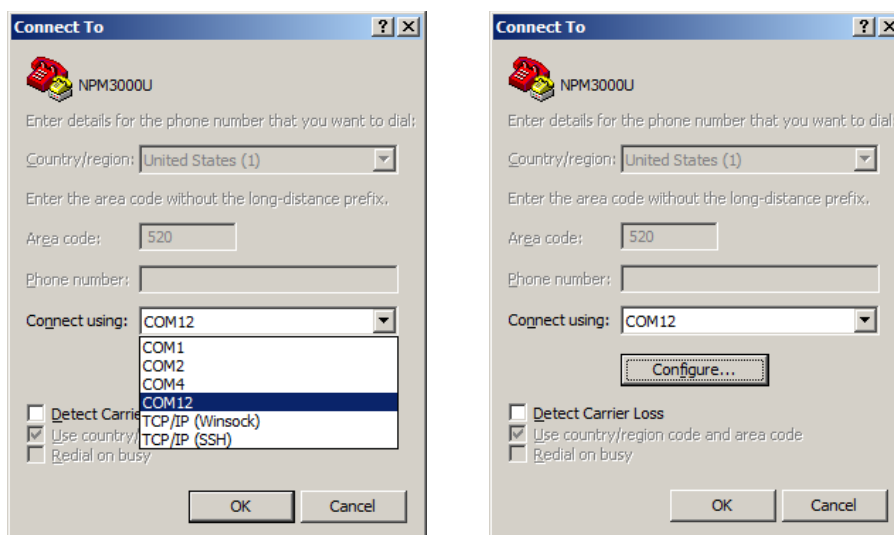 Connect To
NPM3000U
Enter details for the phone number that you want to dial:
Country/region: United States (1)
Enter the area code without the long-distance prefix.
Area code: 520
Phone number:
Connect using: COM12
COM1
COM2
COM4
COM12
TCP/IP (Winsock)
TCP/IP (SSH)
Detect Carrie
Use country/
Redial on busy
OK Cancel
Connect To
NPM3000U
Enter details for the phone number that you want to dial
Country/region: United States (1)
Enter the area code without the long-distance prefix.
Area code: 520
Phone number:
Connect using: COM12
Configure...
Detect Carrier Loss
Use country/region code and area code
Redial on busy
OK Cancel